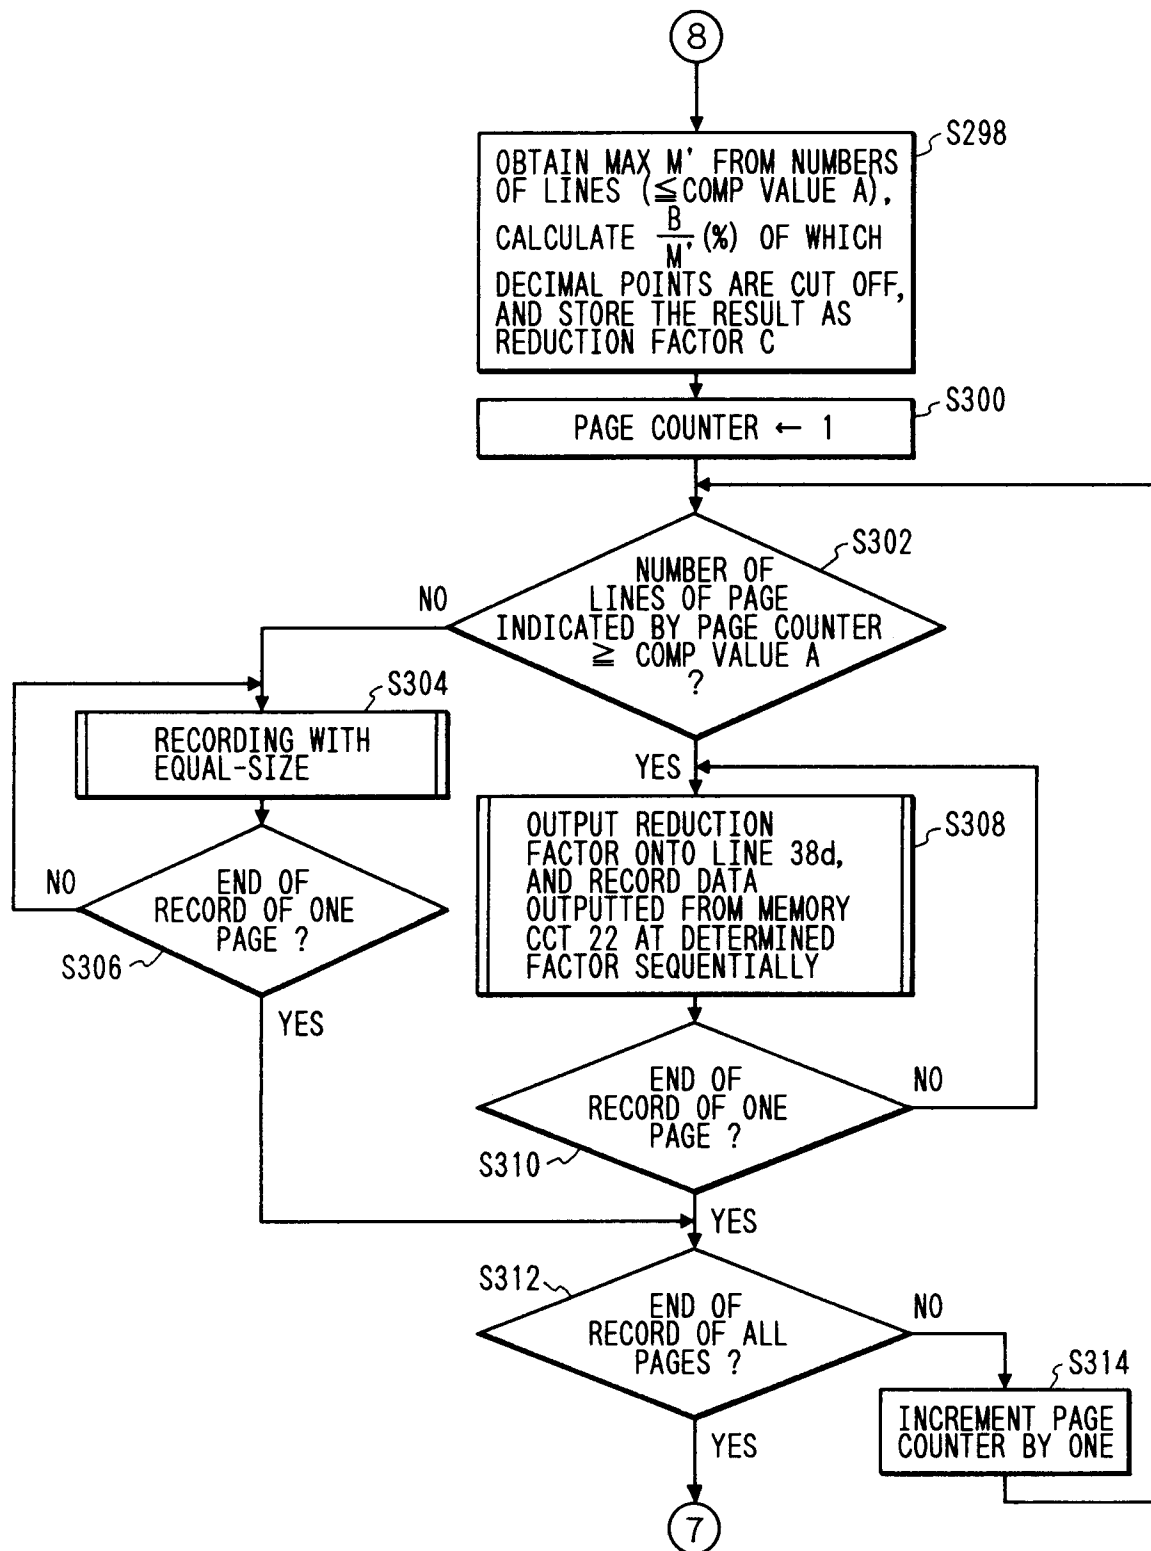 8
S298
OBTAIN MAX M' FROM NUMBERS
OF LINES (≦COMP VALUE A),
CALCULATE B/M' (%) OF WHICH
DECIMAL POINTS ARE CUT OFF,
AND STORE THE RESULT AS
REDUCTION FACTOR C
S300
PAGE COUNTER ← 1
S302
NUMBER OF
LINES OF PAGE
INDICATED BY PAGE COUNTER
≧ COMP VALUE A
?
NO
YES
S304
RECORDING WITH
EQUAL-SIZE
NO
END OF
RECORD OF ONE
PAGE ?
S306
YES
S308
OUTPUT REDUCTION
FACTOR ONTO LINE 38d,
AND RECORD DATA
OUTPUTTED FROM MEMORY
CCT 22 AT DETERMINED
FACTOR SEQUENTIALLY
END OF
RECORD OF ONE
PAGE ?
NO
S310
YES
S312
END OF
RECORD OF ALL
PAGES ?
NO
S314
INCREMENT PAGE
COUNTER BY ONE
YES
7